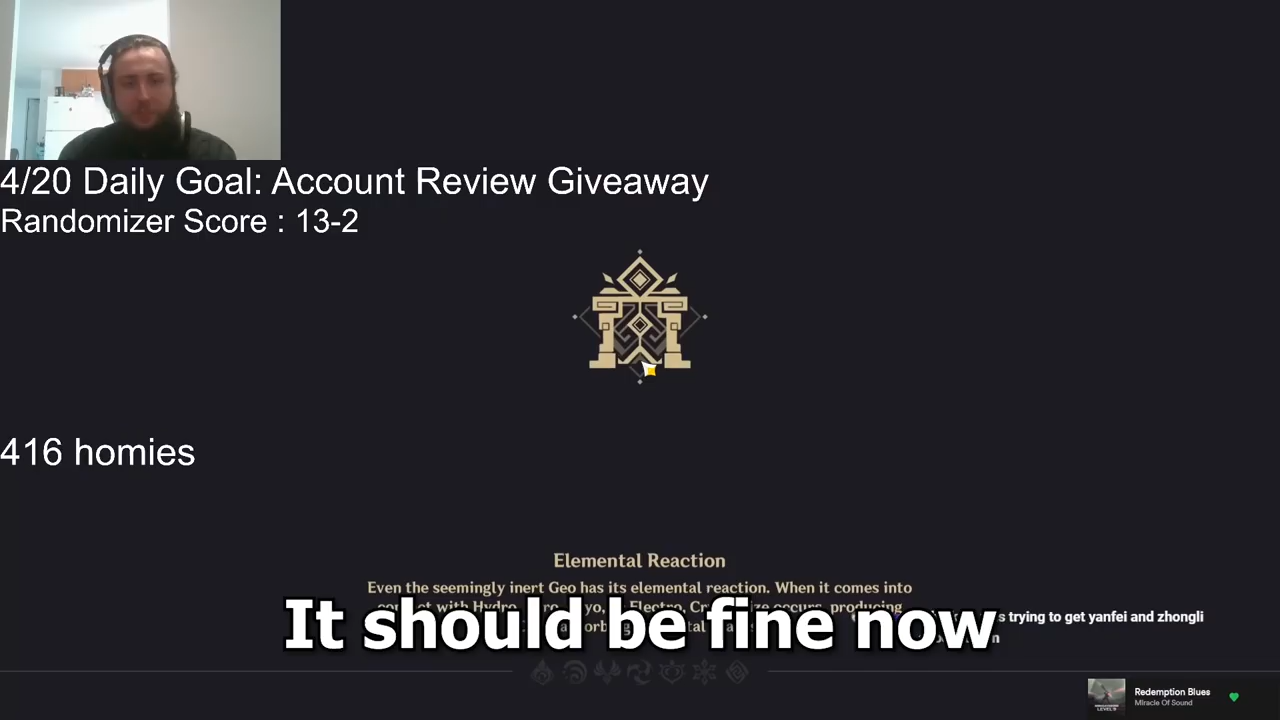 4/20 Daily Goal: Account Review Giveaway
Randomizer Score : 13-2
416 homies
Elemental Reaction
Even the seemingly inert Geo has its elemental reaction. When it comes into
It should be fine now
trying to get yanfei and zhongli
Redemption Blues
Miracle Of Sound